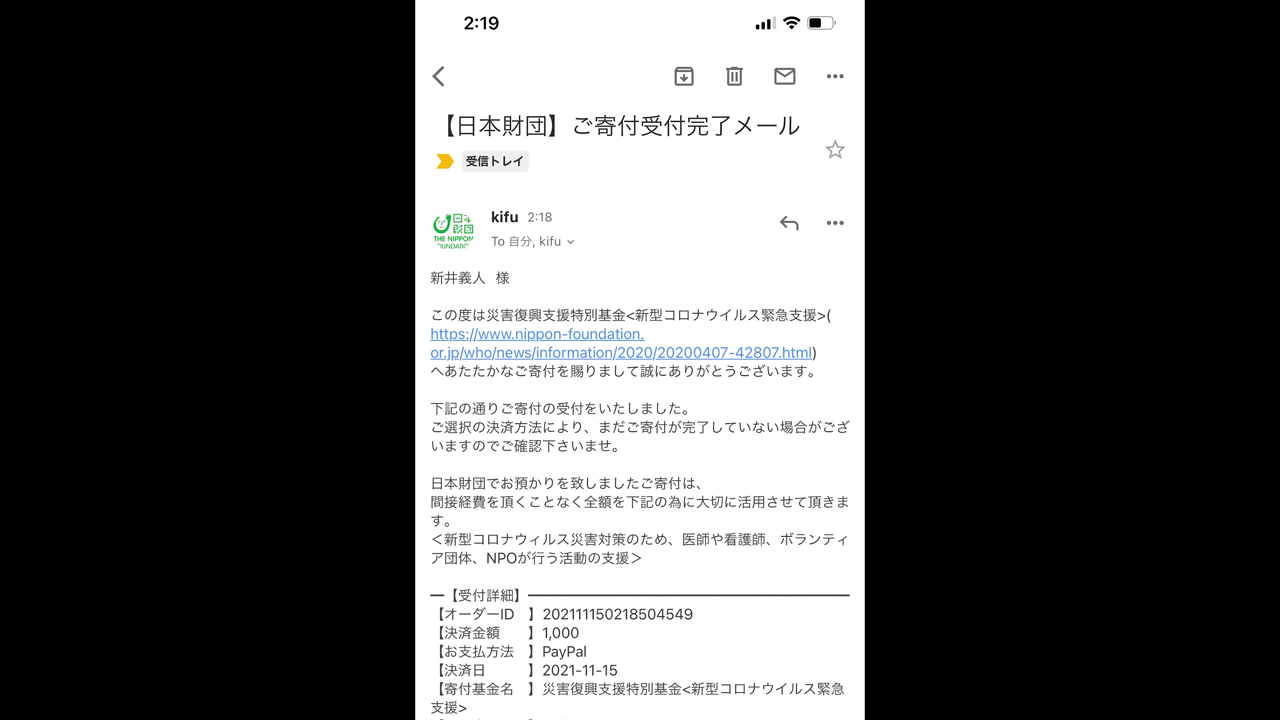 2:19
【日本財団】ご寄付受付完了メール
受信トレイ
THE NIPPON
kifu 2:18
To 自分, kifu
新井義人 様
この度は災害復興支援特別基金<新型コロナウイルス緊急支援>(
https://www.nippon-foundation.
or.jp/who/news/information/2020/20200407-42807.html)
へあたたかなご寄付を賜りまして誠にありがとうございます。
下記の通りご寄付の受付をいたしました。
ご選択の決済方法により、まだご寄付が完了していない場合がござ
いますのでご確認下さいませ。
日本財団でお預かりを致しましたご寄付は、
間接経費を頂くことなく全額を下記の為に大切に活用させて頂きま
す。
＜新型コロナウィルス災害対策のため、医師や看護師、ボランティ
ア団体、NPOが行う活動の支援＞
━【受付詳細】━━━━━━━━━━━━━━━━━━━━━━━
【オーダーID 】202111150218504549
【決済金額 】1,000
【お支払方法 】PayPal
【決済日 】2021-11-15
【寄付基金名 】災害復興支援特別基金<新型コロナウイルス緊急
支援>